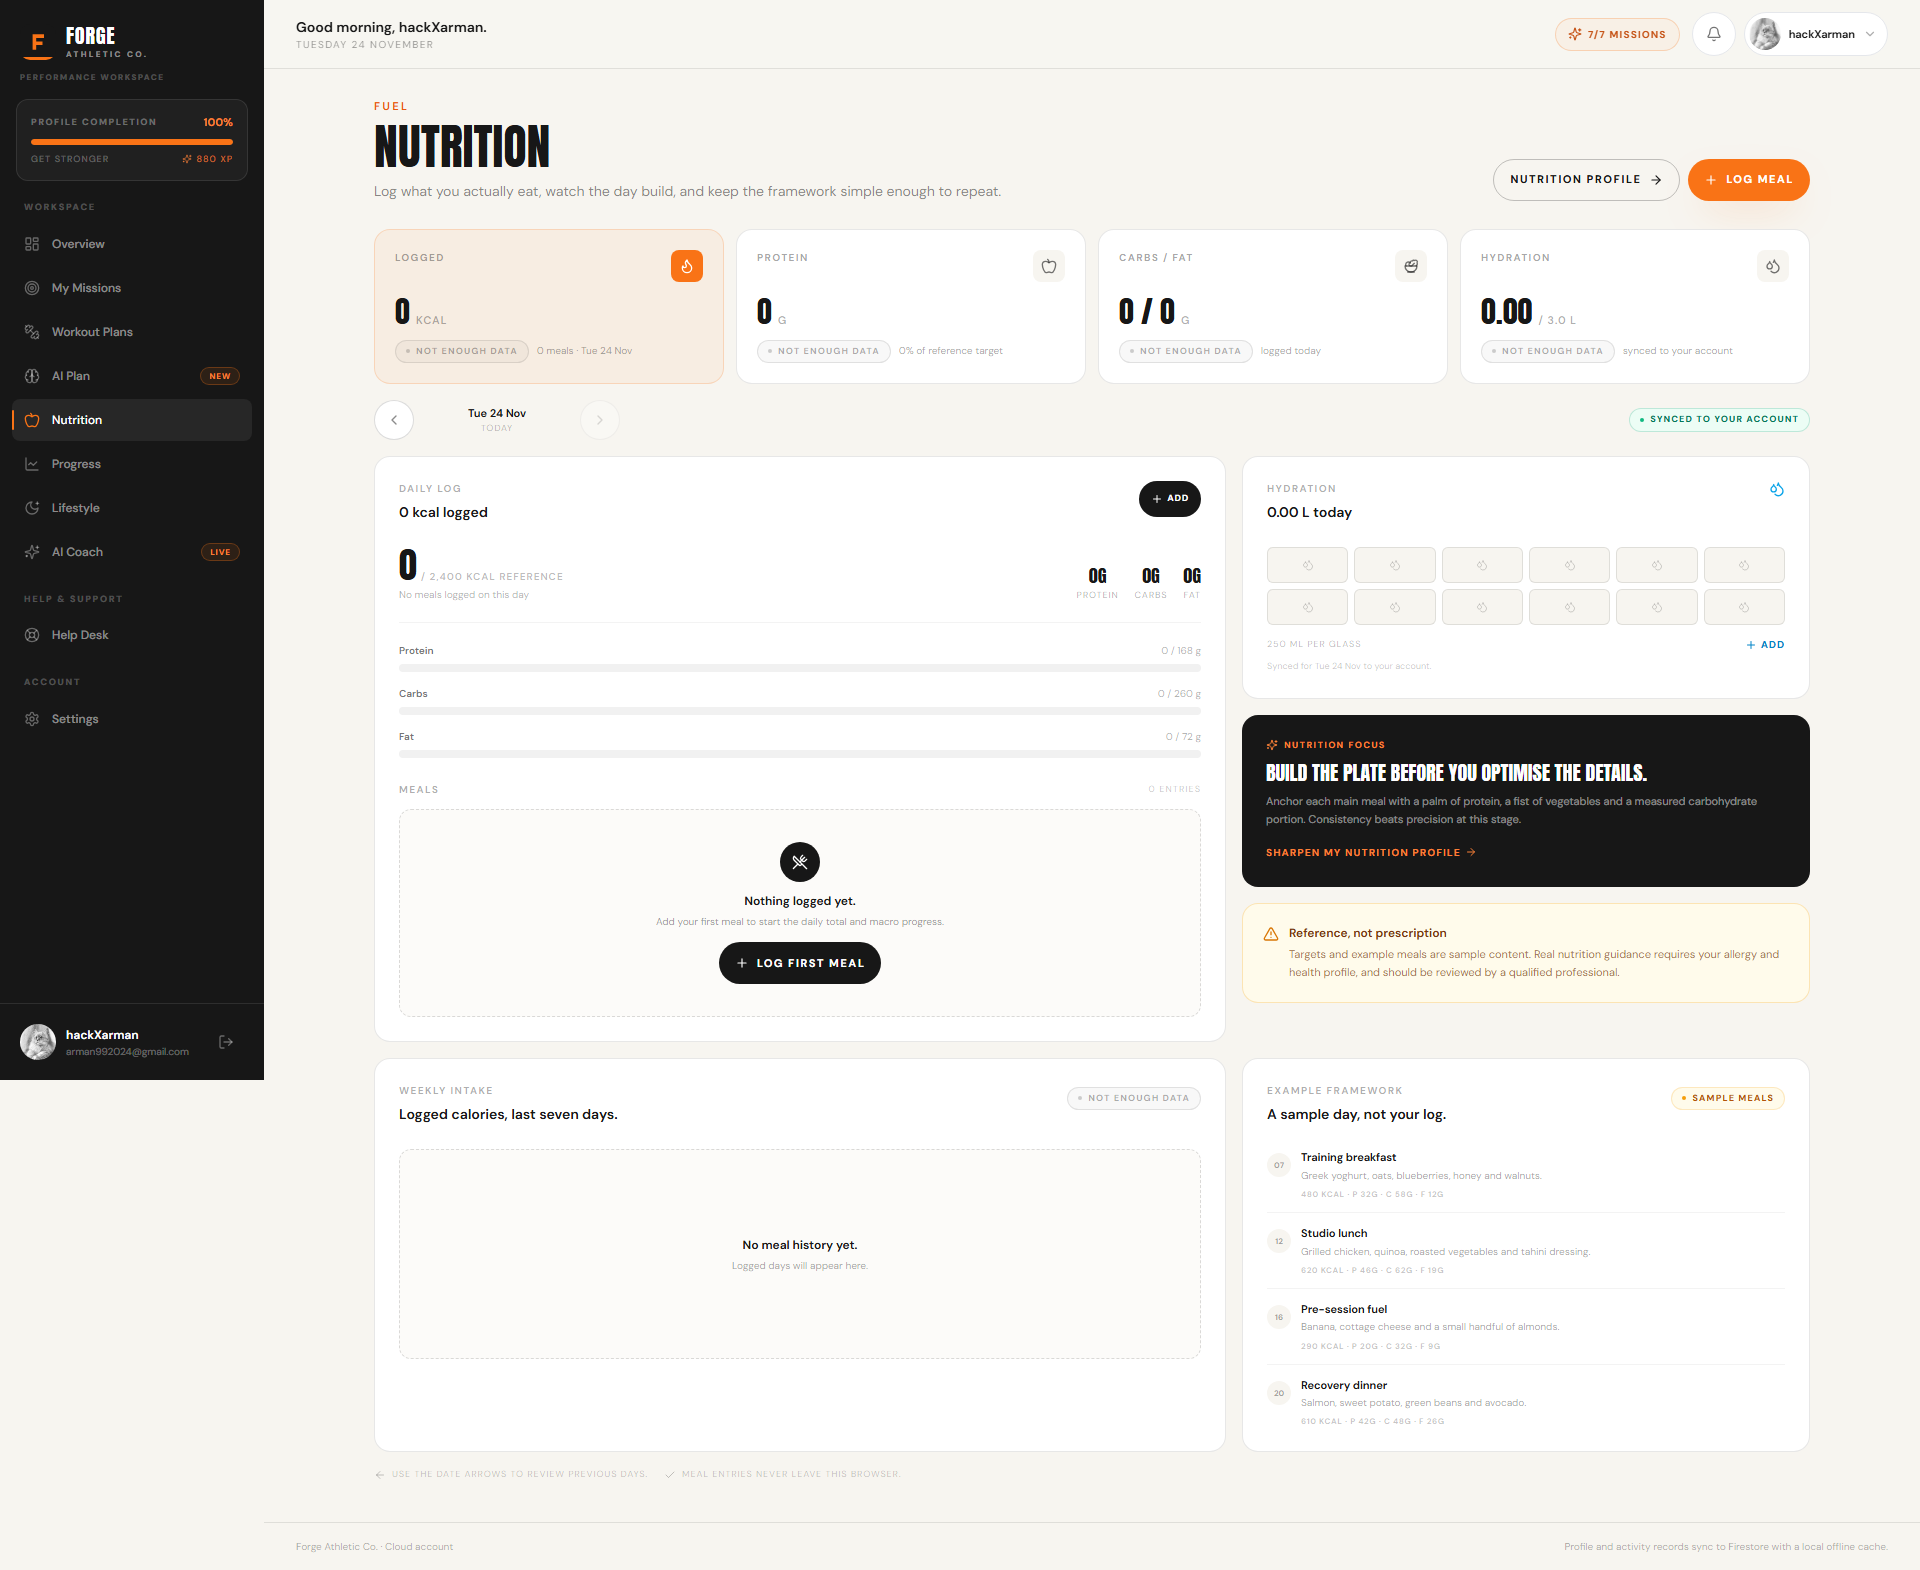 F
FORGE
ATHLETIC CO.
PERFORMANCE WORKSPACE
PROFILE COMPLETION 100%
GET STRONGER 880 XP
WORKSPACE
Overview
My Missions
Workout Plans
AI Plan NEW
Nutrition
Progress
Lifestyle
AI Coach LIVE
HELP & SUPPORT
Help Desk
ACCOUNT
Settings
hackXarman
arman992024@gmail.com
Good morning, hackXarman.
TUESDAY 24 NOVEMBER
7/7 MISSIONS
hackXarman
FUEL
NUTRITION
Log what you actually eat, watch the day build, and keep the framework simple enough to repeat.
NUTRITION PROFILE
LOG MEAL
LOGGED
0 KCAL
NOT ENOUGH DATA 0 meals · Tue 24 Nov
PROTEIN
0 G
NOT ENOUGH DATA 0% of reference target
CARBS / FAT
0 / 0 G
NOT ENOUGH DATA logged today
HYDRATION
0.00 / 3.0 L
NOT ENOUGH DATA synced to your account
Tue 24 Nov
TODAY
SYNCED TO YOUR ACCOUNT
DAILY LOG
0 kcal logged
+ ADD
0 / 2,400 KCAL REFERENCE
No meals logged on this day
0G PROTEIN
0G CARBS
0G FAT
Protein 0 / 168 g
Carbs 0 / 260 g
Fat 0 / 72 g
MEALS 0 ENTRIES
Nothing logged yet.
Add your first meal to start the daily total and macro progress.
+ LOG FIRST MEAL
HYDRATION
0.00 L today
250 ML PER GLASS + ADD
Synced for Tue 24 Nov to your account.
NUTRITION FOCUS
BUILD THE PLATE BEFORE YOU OPTIMISE THE DETAILS.
Anchor each main meal with a palm of protein, a fist of vegetables and a measured carbohydrate
portion. Consistency beats precision at this stage.
SHARPEN MY NUTRITION PROFILE
Reference, not prescription
Targets and example meals are sample content. Real nutrition guidance requires your allergy and
health profile, and should be reviewed by a qualified professional.
WEEKLY INTAKE
Logged calories, last seven days.
NOT ENOUGH DATA
No meal history yet.
Logged days will appear here.
EXAMPLE FRAMEWORK
A sample day, not your log.
SAMPLE MEALS
07 Training breakfast
Greek yoghurt, oats, blueberries, honey and walnuts.
480 KCAL · P 32G · C 58G · F 12G
12 Studio lunch
Grilled chicken, quinoa, roasted vegetables and tahini dressing.
620 KCAL · P 46G · C 62G · F 19G
16 Pre-session fuel
Banana, cottage cheese and a small handful of almonds.
290 KCAL · P 20G · C 32G · F 9G
20 Recovery dinner
Salmon, sweet potato, green beans and avocado.
610 KCAL · P 42G · C 48G · F 26G
USE THE DATE ARROWS TO REVIEW PREVIOUS DAYS. MEAL ENTRIES NEVER LEAVE THIS BROWSER.
Forge Athletic Co. · Cloud account
Profile and activity records sync to Firestore with a local offline cache.